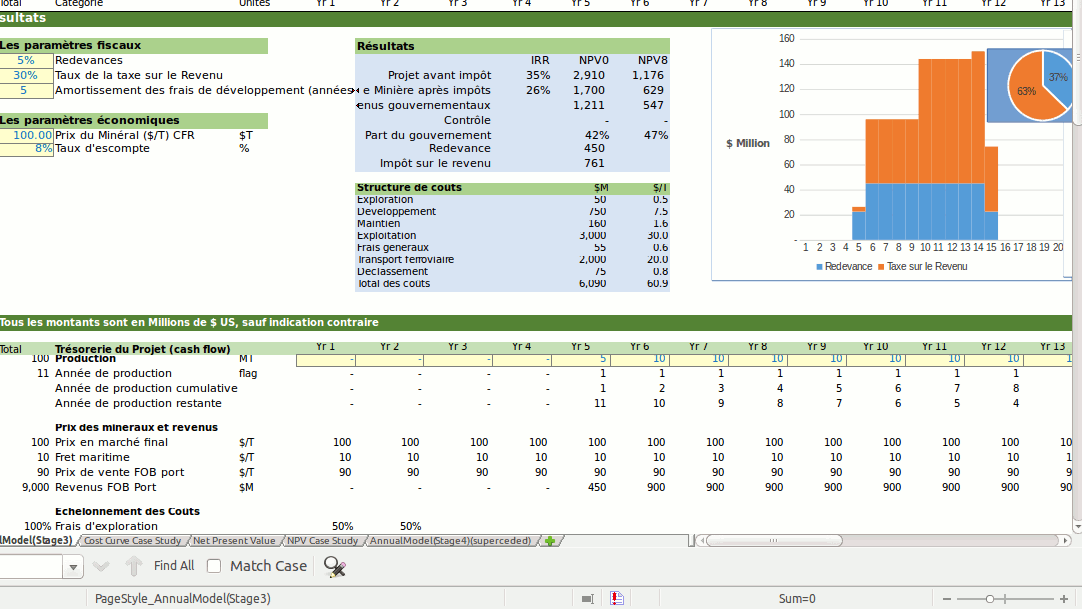 Total Catégorie Unités Yr 1 Yr 2 Yr 3 Yr 4 Yr 5 Yr 6 Yr 7 Yr 8 Yr 9 Yr 10 Yr 11 Yr 12 Yr 13
sultats
Les paramètres fiscaux
5% Redevances
30% Taux de la taxe sur le Revenu
5 Amortissement des frais de développement (années
Les paramètres économiques
100.00 Prix du Minéral ($/T) CFR $T
8% Taux d'escompte %
Résultats
IRR NPV0 NPV8
Projet avant impôt 35% 2,910 1,176
e Minière après impôts 26% 1,700 629
enus gouvernementaux 1,211 547
Contrôle - -
Part du gouvernement 42% 47%
Redevance 450
Impôt sur le revenu 761
Structure de coûts $M $/T
Exploration 50 0.5
Développement 750 7.5
Maintien 160 1.6
Exploitation 3,000 30.0
Frais généraux 55 0.6
Transport ferroviaire 2,000 20.0
Déclassement 75 0.8
Total des coûts 6,090 60.9
160
140
120
100
80
60
40
20
-
$ Million
1 2 3 4 5 6 7 8 9 10 11 12 13 14 15 16 17 18 19 20
Redevance Taxe sur le Revenu
37%
63%
Tous les montants sont en Millions de $ US, sauf indication contraire
Total Trésorerie du Projet (cash flow) Yr 1 Yr 2 Yr 3 Yr 4 Yr 5 Yr 6 Yr 7 Yr 8 Yr 9 Yr 10 Yr 11 Yr 12 Yr 13
100 Production MT - - - - 5 10 10 10 10 10 10 10 1
11 Année de production flag - - - - 1 1 1 1 1 1 1 1
Année de production cumulative - - - - 1 2 3 4 5 6 7 8
Année de production restante - - - - 11 10 9 8 7 6 5 4
Prix des mineraux et revenus
100 Prix en marché final $/T 100 100 100 100 100 100 100 100 100 100 100 100 10
10 Fret maritime $/T 10 10 10 10 10 10 10 10 10 10 10 10 1
90 Prix de vente FOB port $/T 90 90 90 90 90 90 90 90 90 90 90 90 9
9,000 Revenus FOB Port $M - - - - 450 900 900 900 900 900 900 900 90
Echelonnement des Coûts
100% Frais d'exploration 50% 50%
lModel(Stage3) Cost Curve Case Study Net Present Value NPV Case Study AnnualModel(Stage4)(superceded)
Find All Match Case
PageStyle_AnnualModel(Stage3) Sum=0